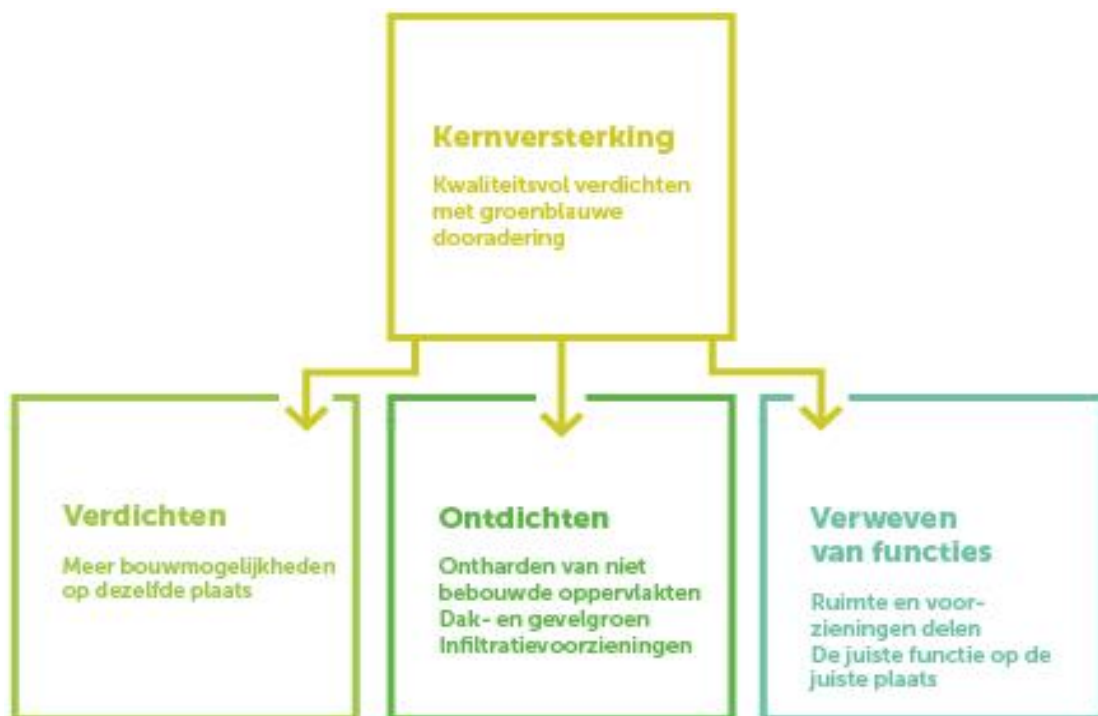 Kernversterking
Kwaliteitsvol verdichten
met groenblauwe
dooradering
Verdichten
Meer bouwmogelijkheden
op dezelfde plaats
Ontdichten
Ontharden van niet
bebouwde oppervlakten
Dak- en gevelgroen
Infiltratievoorzieningen
Verweven
van functies
Ruimte en voor-
zieningen delen
De juiste functie op de
juiste plaats